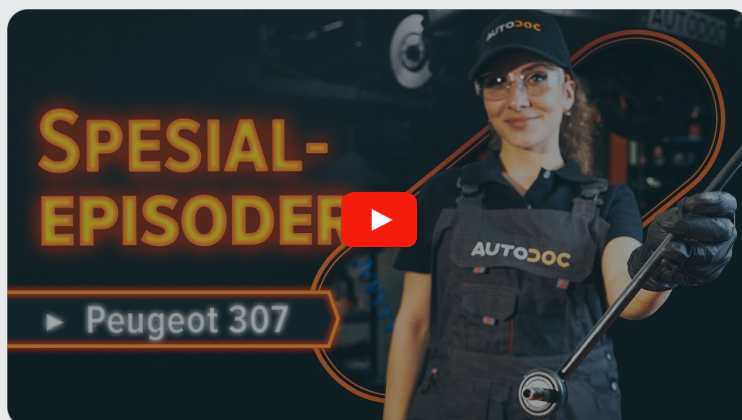 AUTODOC
AUTODOC
SPESIAL-
EPISODER
AUTODOC
► Peugeot 307